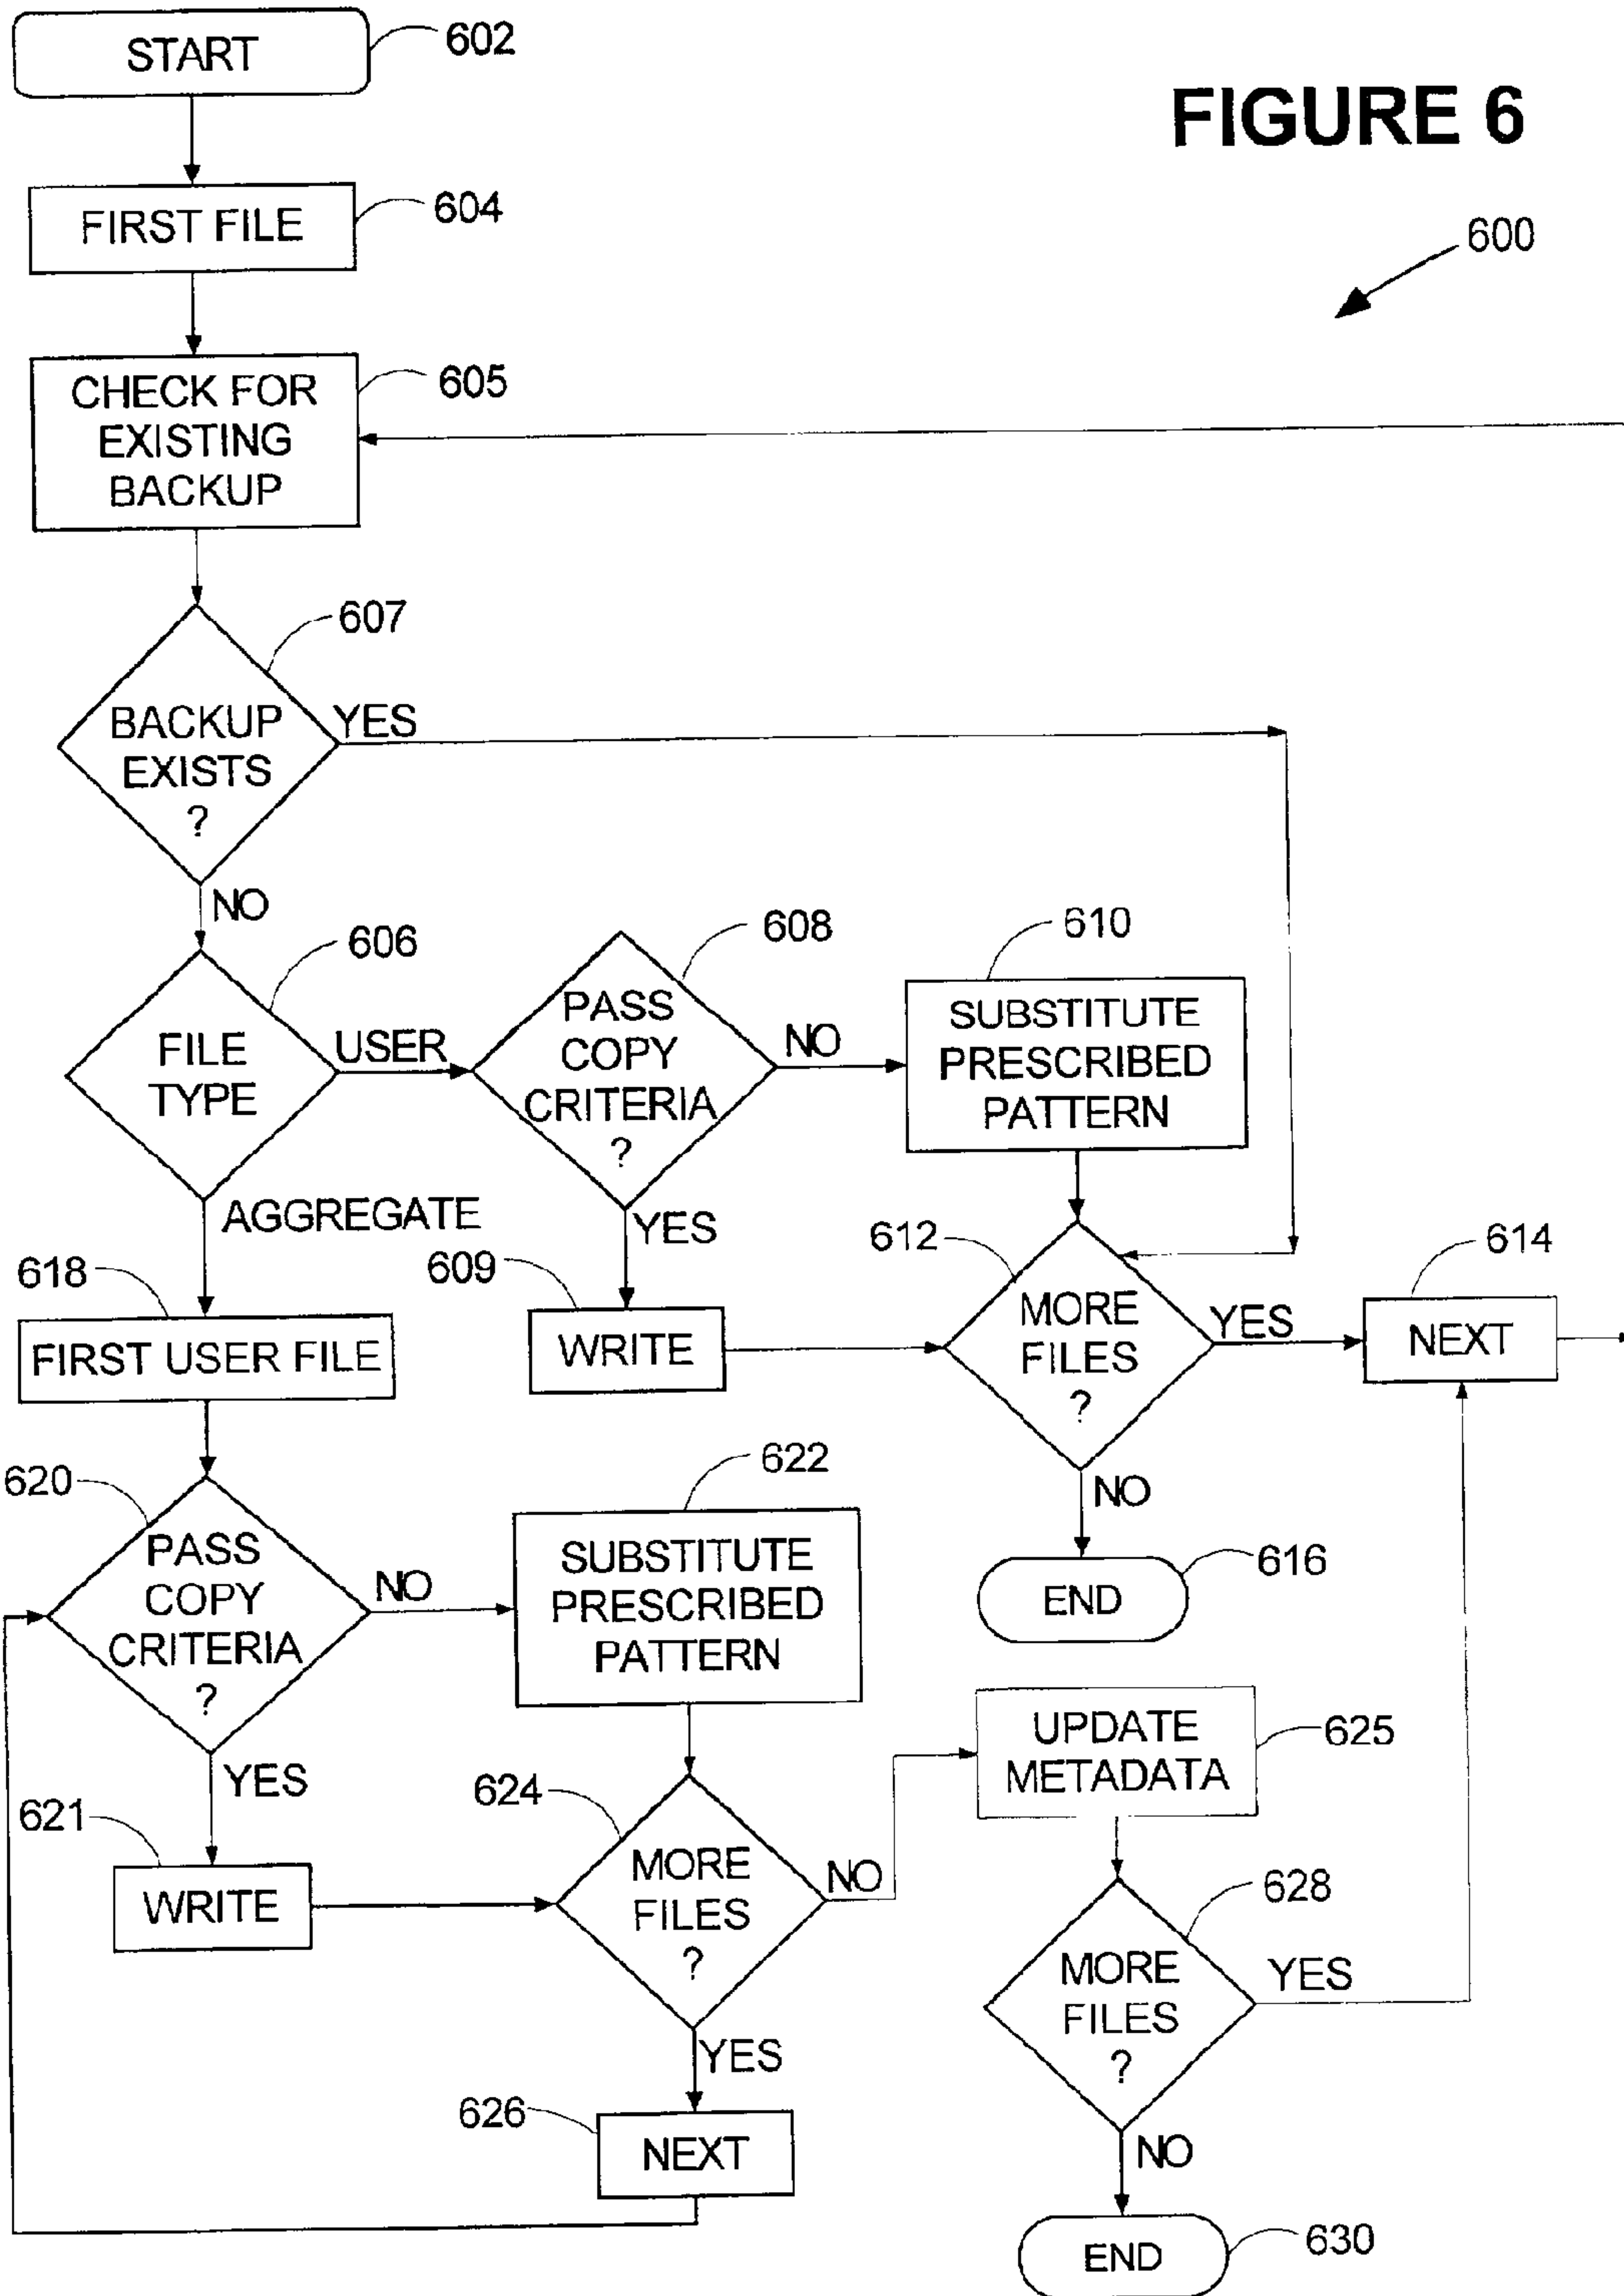 START
602
FIGURE 6
FIRST FILE
604
600
CHECK FOR
EXISTING
BACKUP
605
607
BACKUP
EXISTS
?
YES
NO
606
FILE
TYPE
USER
608
PASS
COPY
CRITERIA
?
NO
610
SUBSTITUTE
PRESCRIBED
PATTERN
AGGREGATE
YES
609
WRITE
612
MORE
FILES
?
YES
614
NEXT
NO
616
END
618
FIRST USER FILE
620
PASS
COPY
CRITERIA
?
NO
622
SUBSTITUTE
PRESCRIBED
PATTERN
YES
621
WRITE
624
MORE
FILES
?
NO
625
UPDATE
METADATA
YES
626
NEXT
628
MORE
FILES
?
YES
NO
630
END